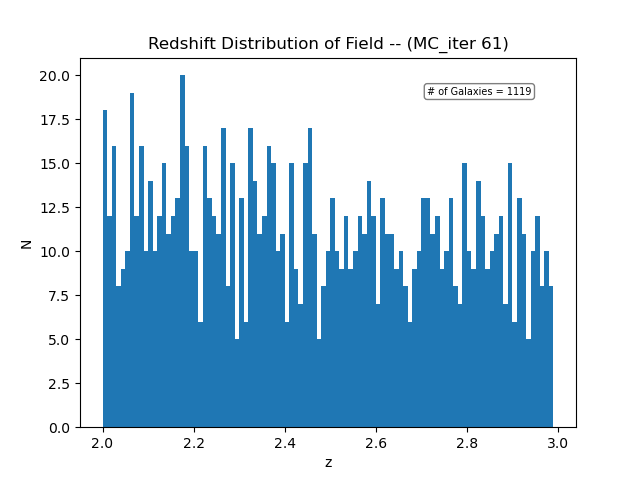 Redshift Distribution of Field -- (MC_iter 61)
# of Galaxies = 1119
20.0
17.5
15.0
12.5
10.0
7.5
5.0
2.5
0.0
N
2.0 2.2 2.4 2.6 2.8 3.0
z